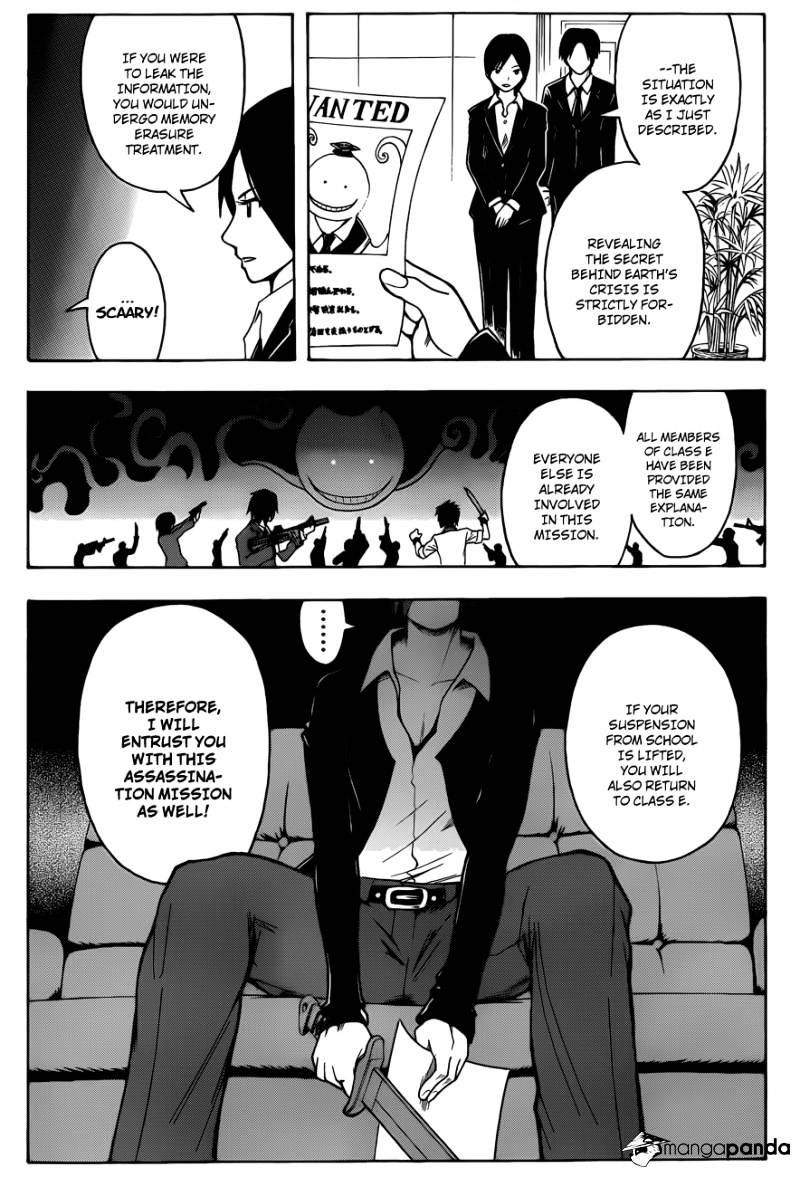 --THE
SITUATION
IS EXACTLY
AS I JUST
DESCRIBED.
REVEALING
THE SECRET
BEHIND EARTH'S
CRISIS IS
STRICTLY FOR-
BIDDEN.
WANTED
IF YOU WERE
TO LEAK THE
INFORMATION,
YOU WOULD UN-
DERGO MEMORY
ERASURE
TREATMENT.
...
SCAARY!
ALL MEMBERS
OF CLASS E
HAVE BEEN
PROVIDED
THE SAME
EXPLANA-
TION.
EVERYONE
ELSE IS
ALREADY
INVOLVED
IN THIS
MISSION.
IF YOUR
SUSPENSION
FROM SCHOOL
IS LIFTED,
YOU WILL
ALSO RETURN
TO CLASS E.
......
THEREFORE,
I WILL
ENTRUST YOU
WITH THIS
ASSASSINA-
TION MISSION
AS WELL!
mangapanda